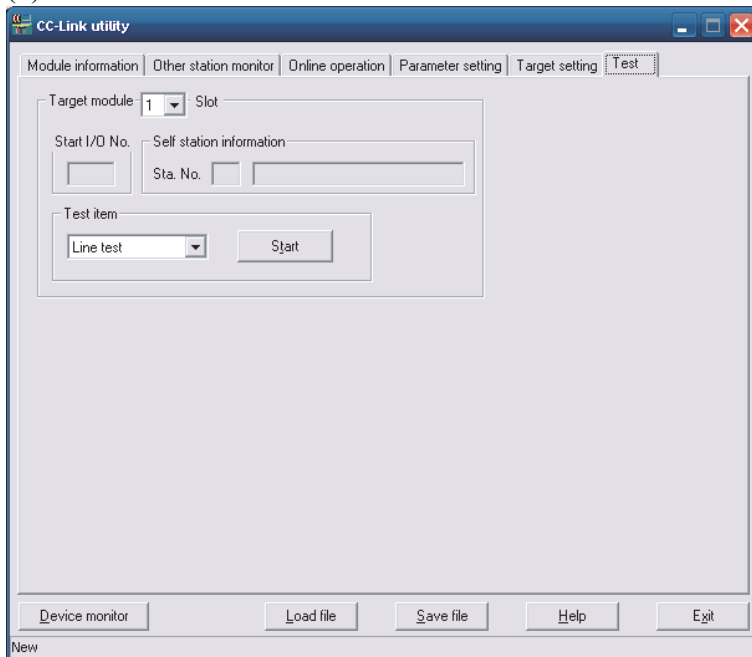 CC-Link utility
Module information Other station monitor Online operation Parameter setting Target setting Test
Target module 1 Slot
Start I/O No. Self station information
Sta. No.
Test item
Line test Start
Device monitor Load file Save file Help Exit
New